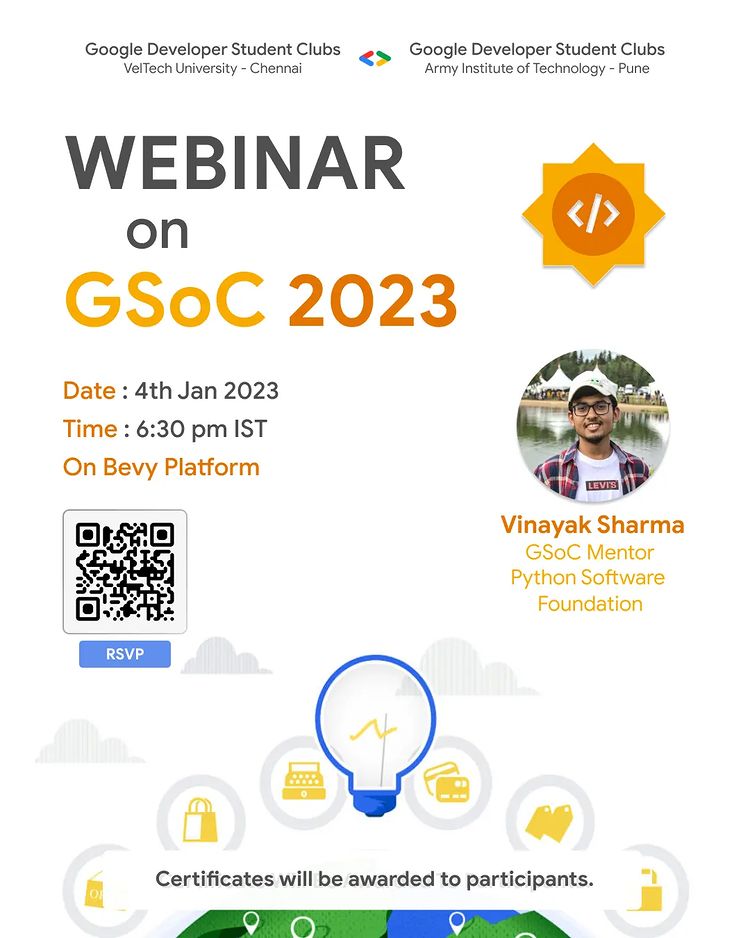 Google Developer Student Clubs
VelTech University - Chennai
Google Developer Student Clubs
Army Institute of Technology - Pune
WEBINAR
on
GSoC 2023
</>
Date : 4th Jan 2023
Time : 6:30 pm IST
On Bevy Platform
LEVI'S
Vinayak Sharma
GSoC Mentor
Python Software
Foundation
RSVP
Certificates will be awarded to participants.